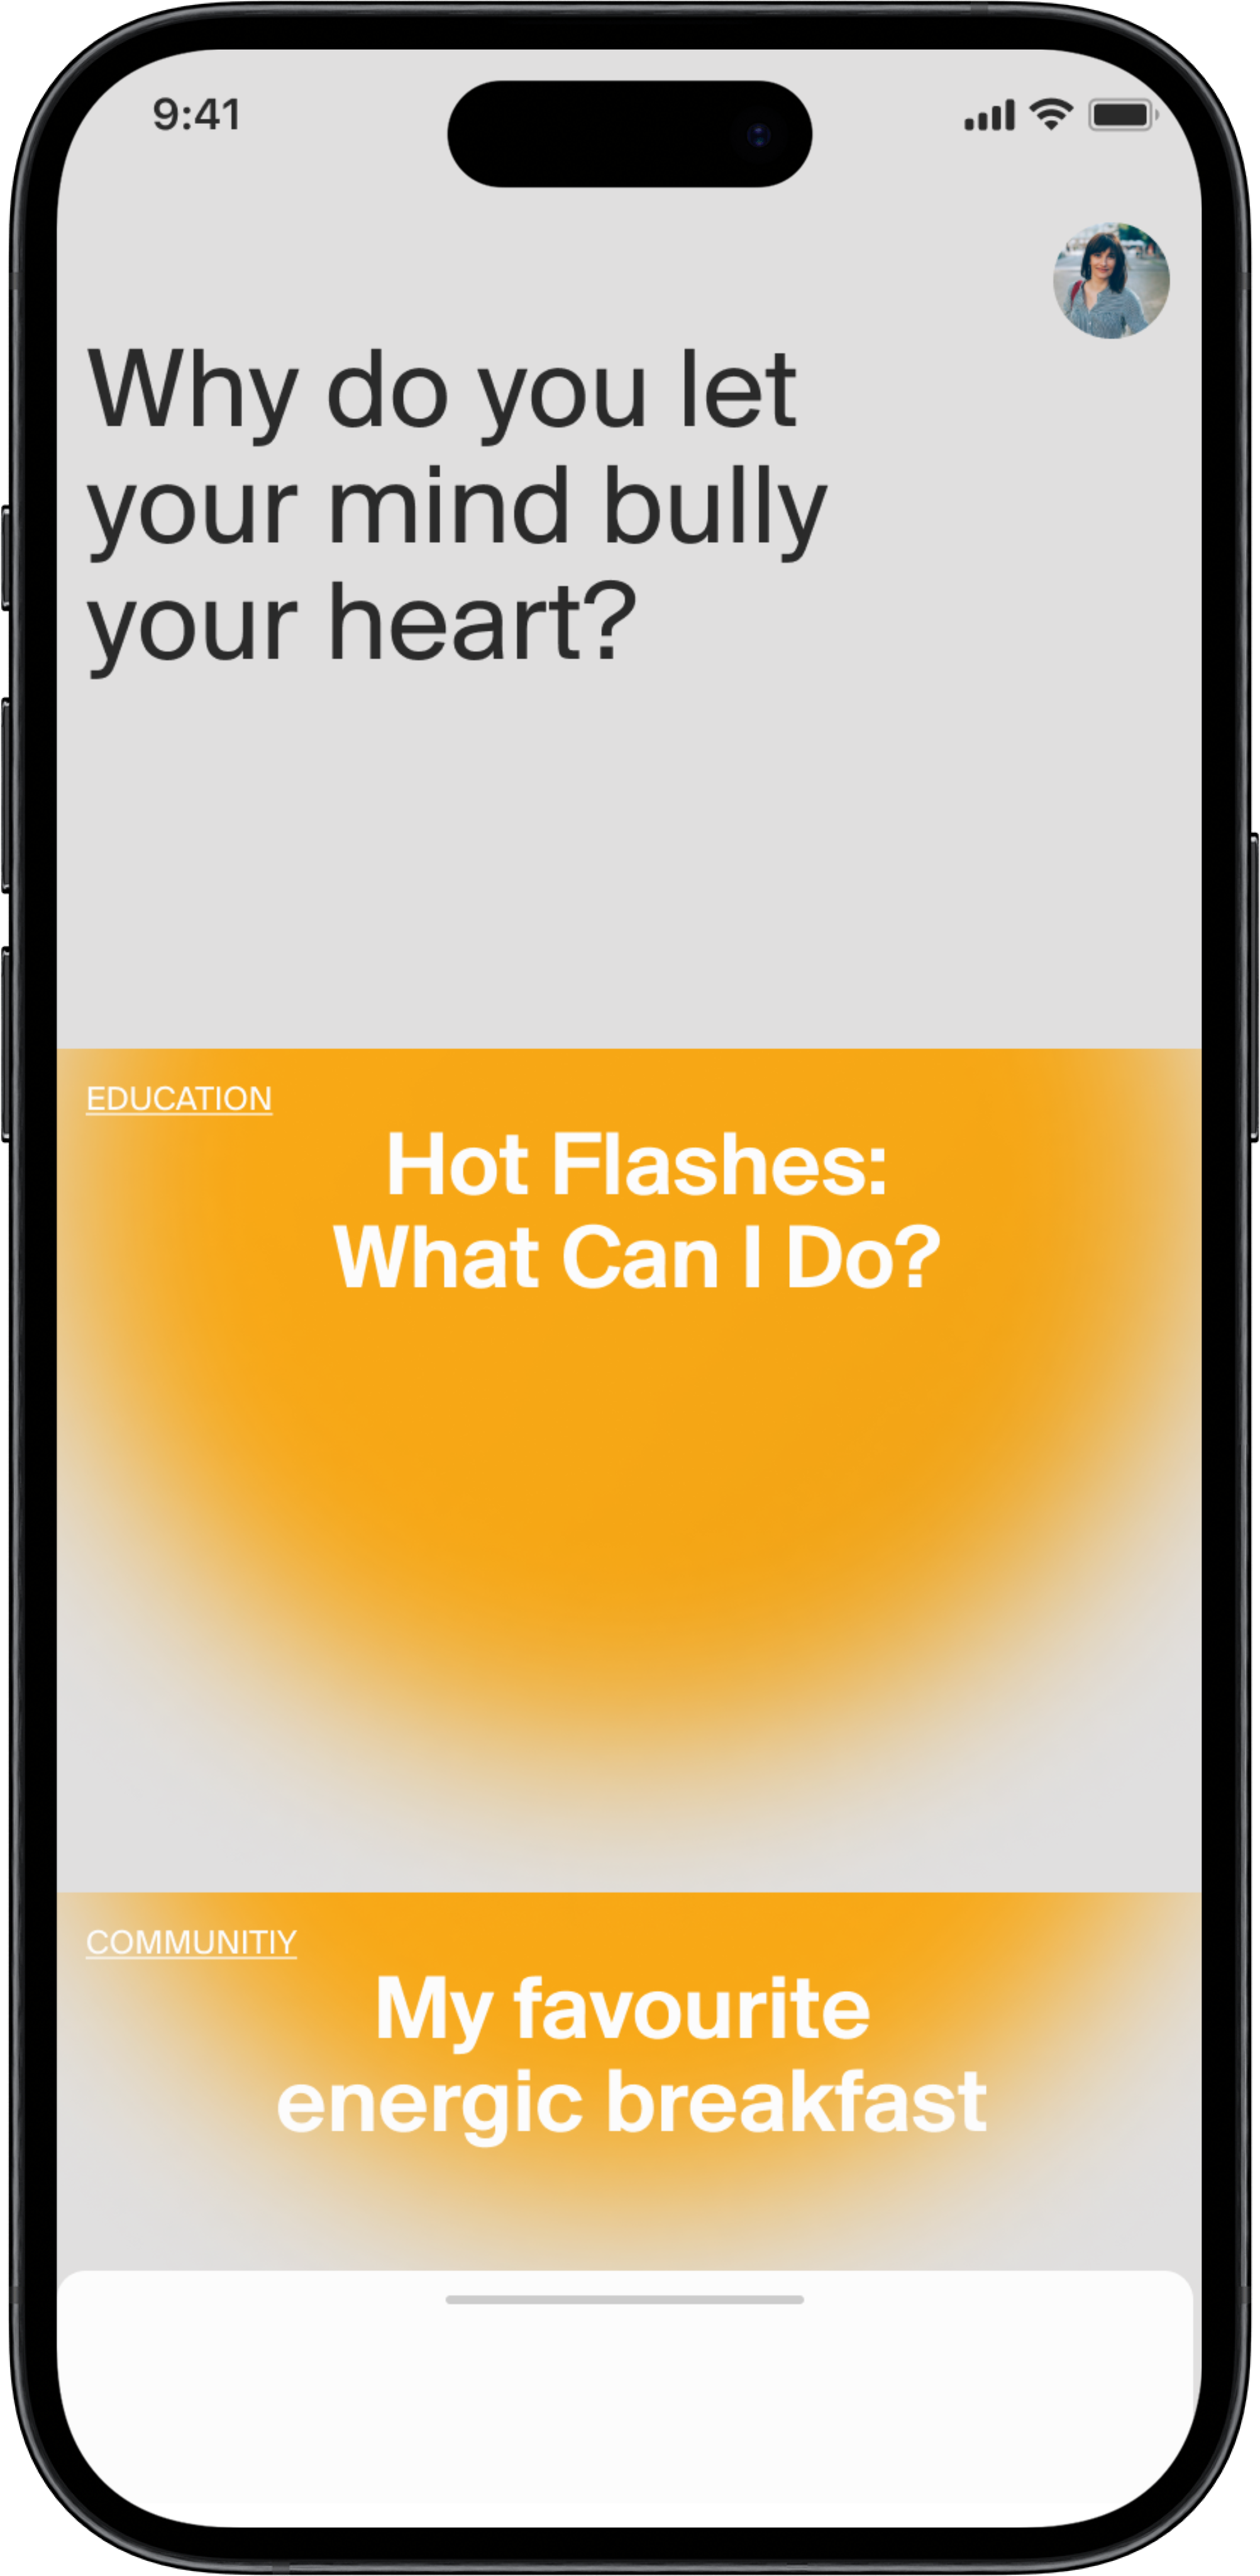 9:41
Why do you let
your mind bully
your heart?
EDUCATION
Hot Flashes:
What Can I Do?
COMMUNITIY
My favourite
energic breakfast